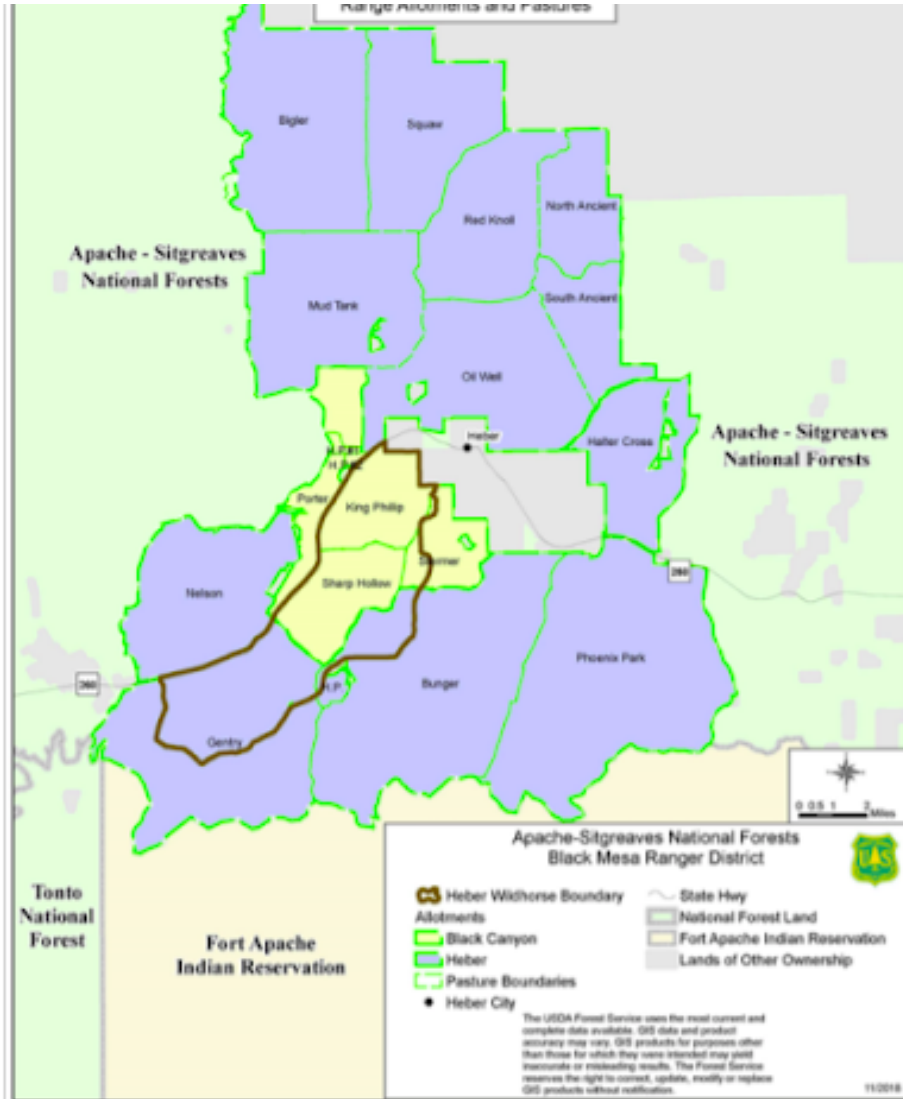 Range Allotments and Pastures
Bigler
Squaw
Red Knoll
North Ancient
Apache - Sitgreaves
National Forests
South Ancient
Mud Tank
Oil Well
Heber
Halter Cross
Apache - Sitgreaves
National Forests
Porter
King Phillip
Sharp Hollow
Nelson
260
Phoenix Park
260
H.P.
Bunger
Gentry
0 0.5 1 2
Miles
Tonto
National
Forest
Fort Apache
Indian Reservation
Apache-Sitgreaves National Forests
Black Mesa Ranger District
Heber Wildhorse Boundary
Allotments
Black Canyon
Heber
Pasture Boundaries
Heber City
State Hwy
National Forest Land
Fort Apache Indian Reservation
Lands of Other Ownership
US
The USDA Forest Service uses the most current and
complete data available. GIS data and product
accuracy may vary. GIS products for purposes other
than those for which they were intended may yield
inaccurate or misleading results. The Forest Service
reserves the right to correct, update, modify or replace
GIS products without notification.
11/2018